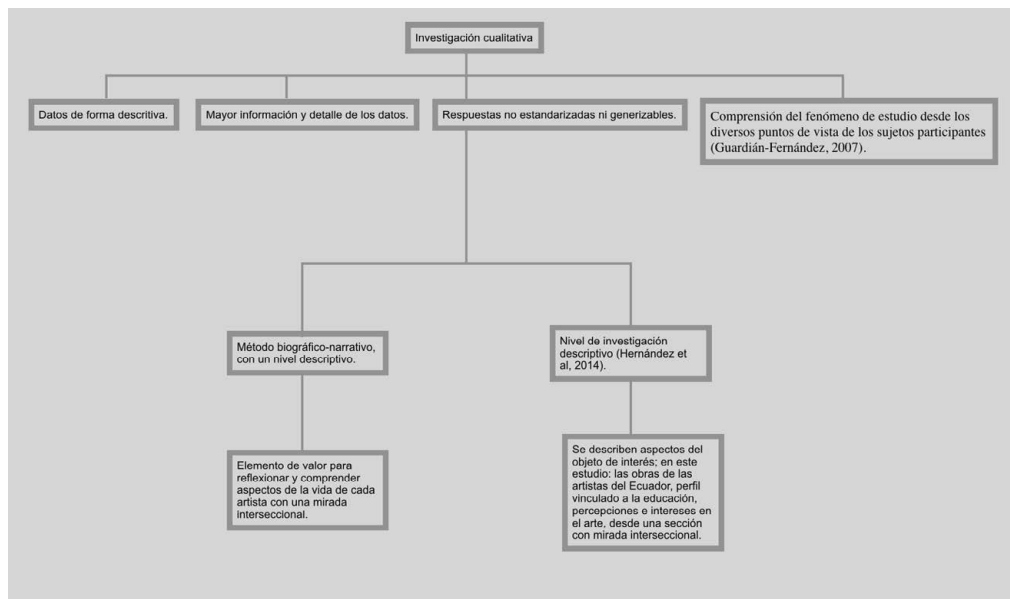 Investigación cualitativa
Datos de forma descriptiva.
Mayor información y detalle de los datos.
Respuestas no estandarizadas ni generizables.
Comprensión del fenómeno de estudio desde los
diversos puntos de vista de los sujetos participantes
(Guardián-Fernández, 2007).
Método biográfico-narrativo,
con un nivel descriptivo.
Nivel de investigación
descriptivo (Hernández et
al, 2014).
Elemento de valor para
reflexionar y comprender
aspectos de la vida de cada
artista con una mirada
interseccional.
Se describen aspectos del
objeto de interés; en este
estudio: las obras de las
artistas del Ecuador, perfil
vinculado a la educación,
percepciones e intereses en
el arte, desde una sección
con mirada interseccional.